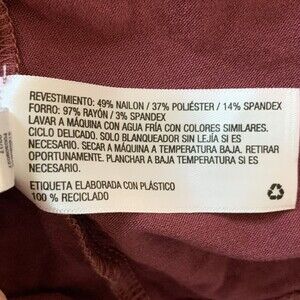 REVESTIMIENTO: 49% NAILON / 37% POLIÉSTER / 14% SPANDEX
FORRO: 97% RAYÓN / 3% SPANDEX
LAVAR A MÁQUINA CON AGUA FRÍA CON COLORES SIMILARES.
CICLO DELICADO. SOLO BLANQUEADOR SIN LEJÍA SI ES
NECESARIO. SECAR A MÁQUINA A TEMPERATURA BAJA. RETIRAR
OPORTUNAMENTE. PLANCHAR A BAJA TEMPERATURA SI ES
NECESARIO.
ETIQUETA ELABORADA CON PLÁSTICO
100 % RECICLADO